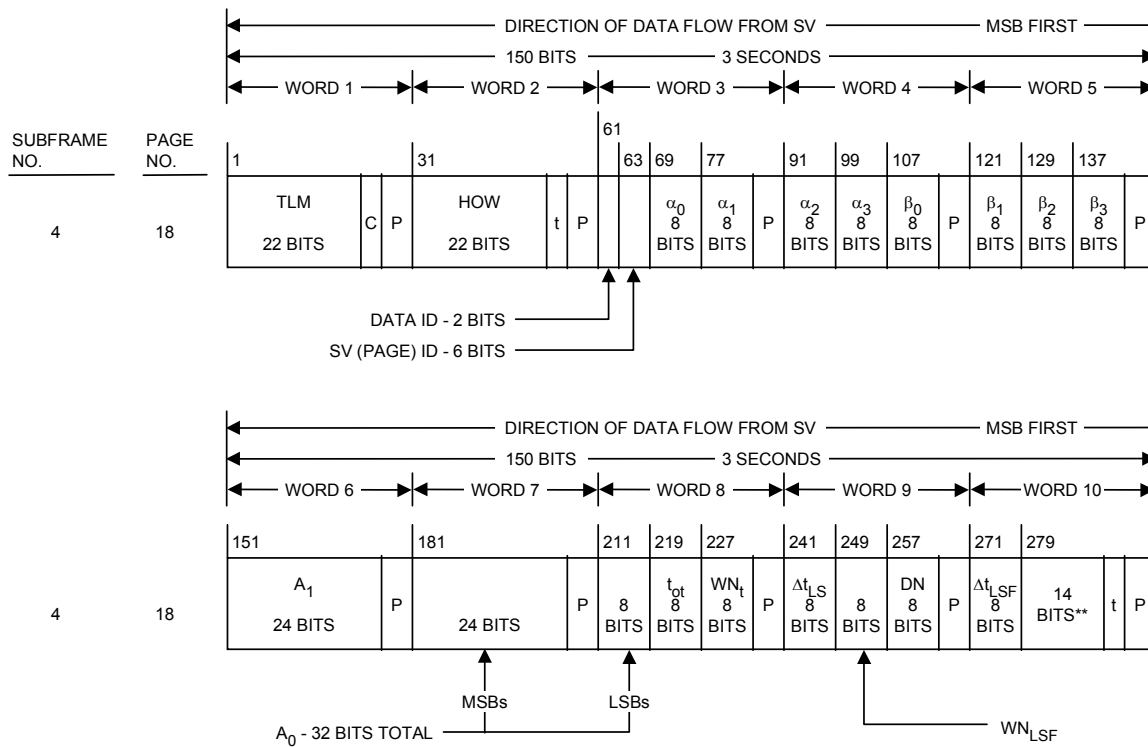 DIRECTION OF DATA FLOW FROM SV MSB FIRST
150 BITS 3 SECONDS
WORD 1 WORD 2 WORD 3 WORD 4 WORD 5
SUBFRAME NO. PAGE NO.
1 31 61 63 69 77 91 99 107 121 129 137
4 18
TLM 22 BITS C P HOW 22 BITS t P α0 8 BITS α1 8 BITS P α2 8 BITS α3 8 BITS β0 8 BITS P β1 8 BITS β2 8 BITS β3 8 BITS P
DATA ID - 2 BITS
SV (PAGE) ID - 6 BITS
DIRECTION OF DATA FLOW FROM SV MSB FIRST
150 BITS 3 SECONDS
WORD 6 WORD 7 WORD 8 WORD 9 WORD 10
151 181 211 219 227 241 249 257 271 279
4 18
A1 24 BITS P 24 BITS P 8 BITS tot 8 BITS WNt 8 BITS P ΔtLS 8 BITS 8 BITS DN 8 BITS P ΔtLSF 8 BITS 14 BITS** t P
MSBs LSBs
A0 - 32 BITS TOTAL
WNLSF